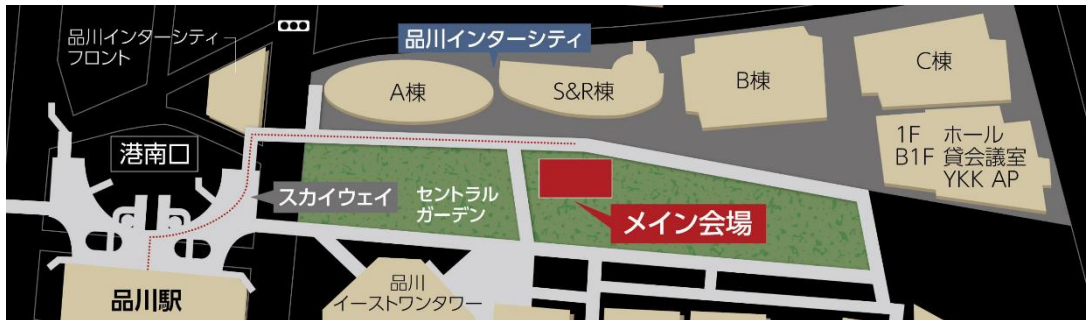 品川インターシティ
フロント
品川インターシティ
A棟
S&R棟
B棟
C棟
1F ホール
B1F 貸会議室
YKK AP
港南口
スカイウェイ
セントラル
ガーデン
メイン会場
品川駅
品川
イーストワンタワー